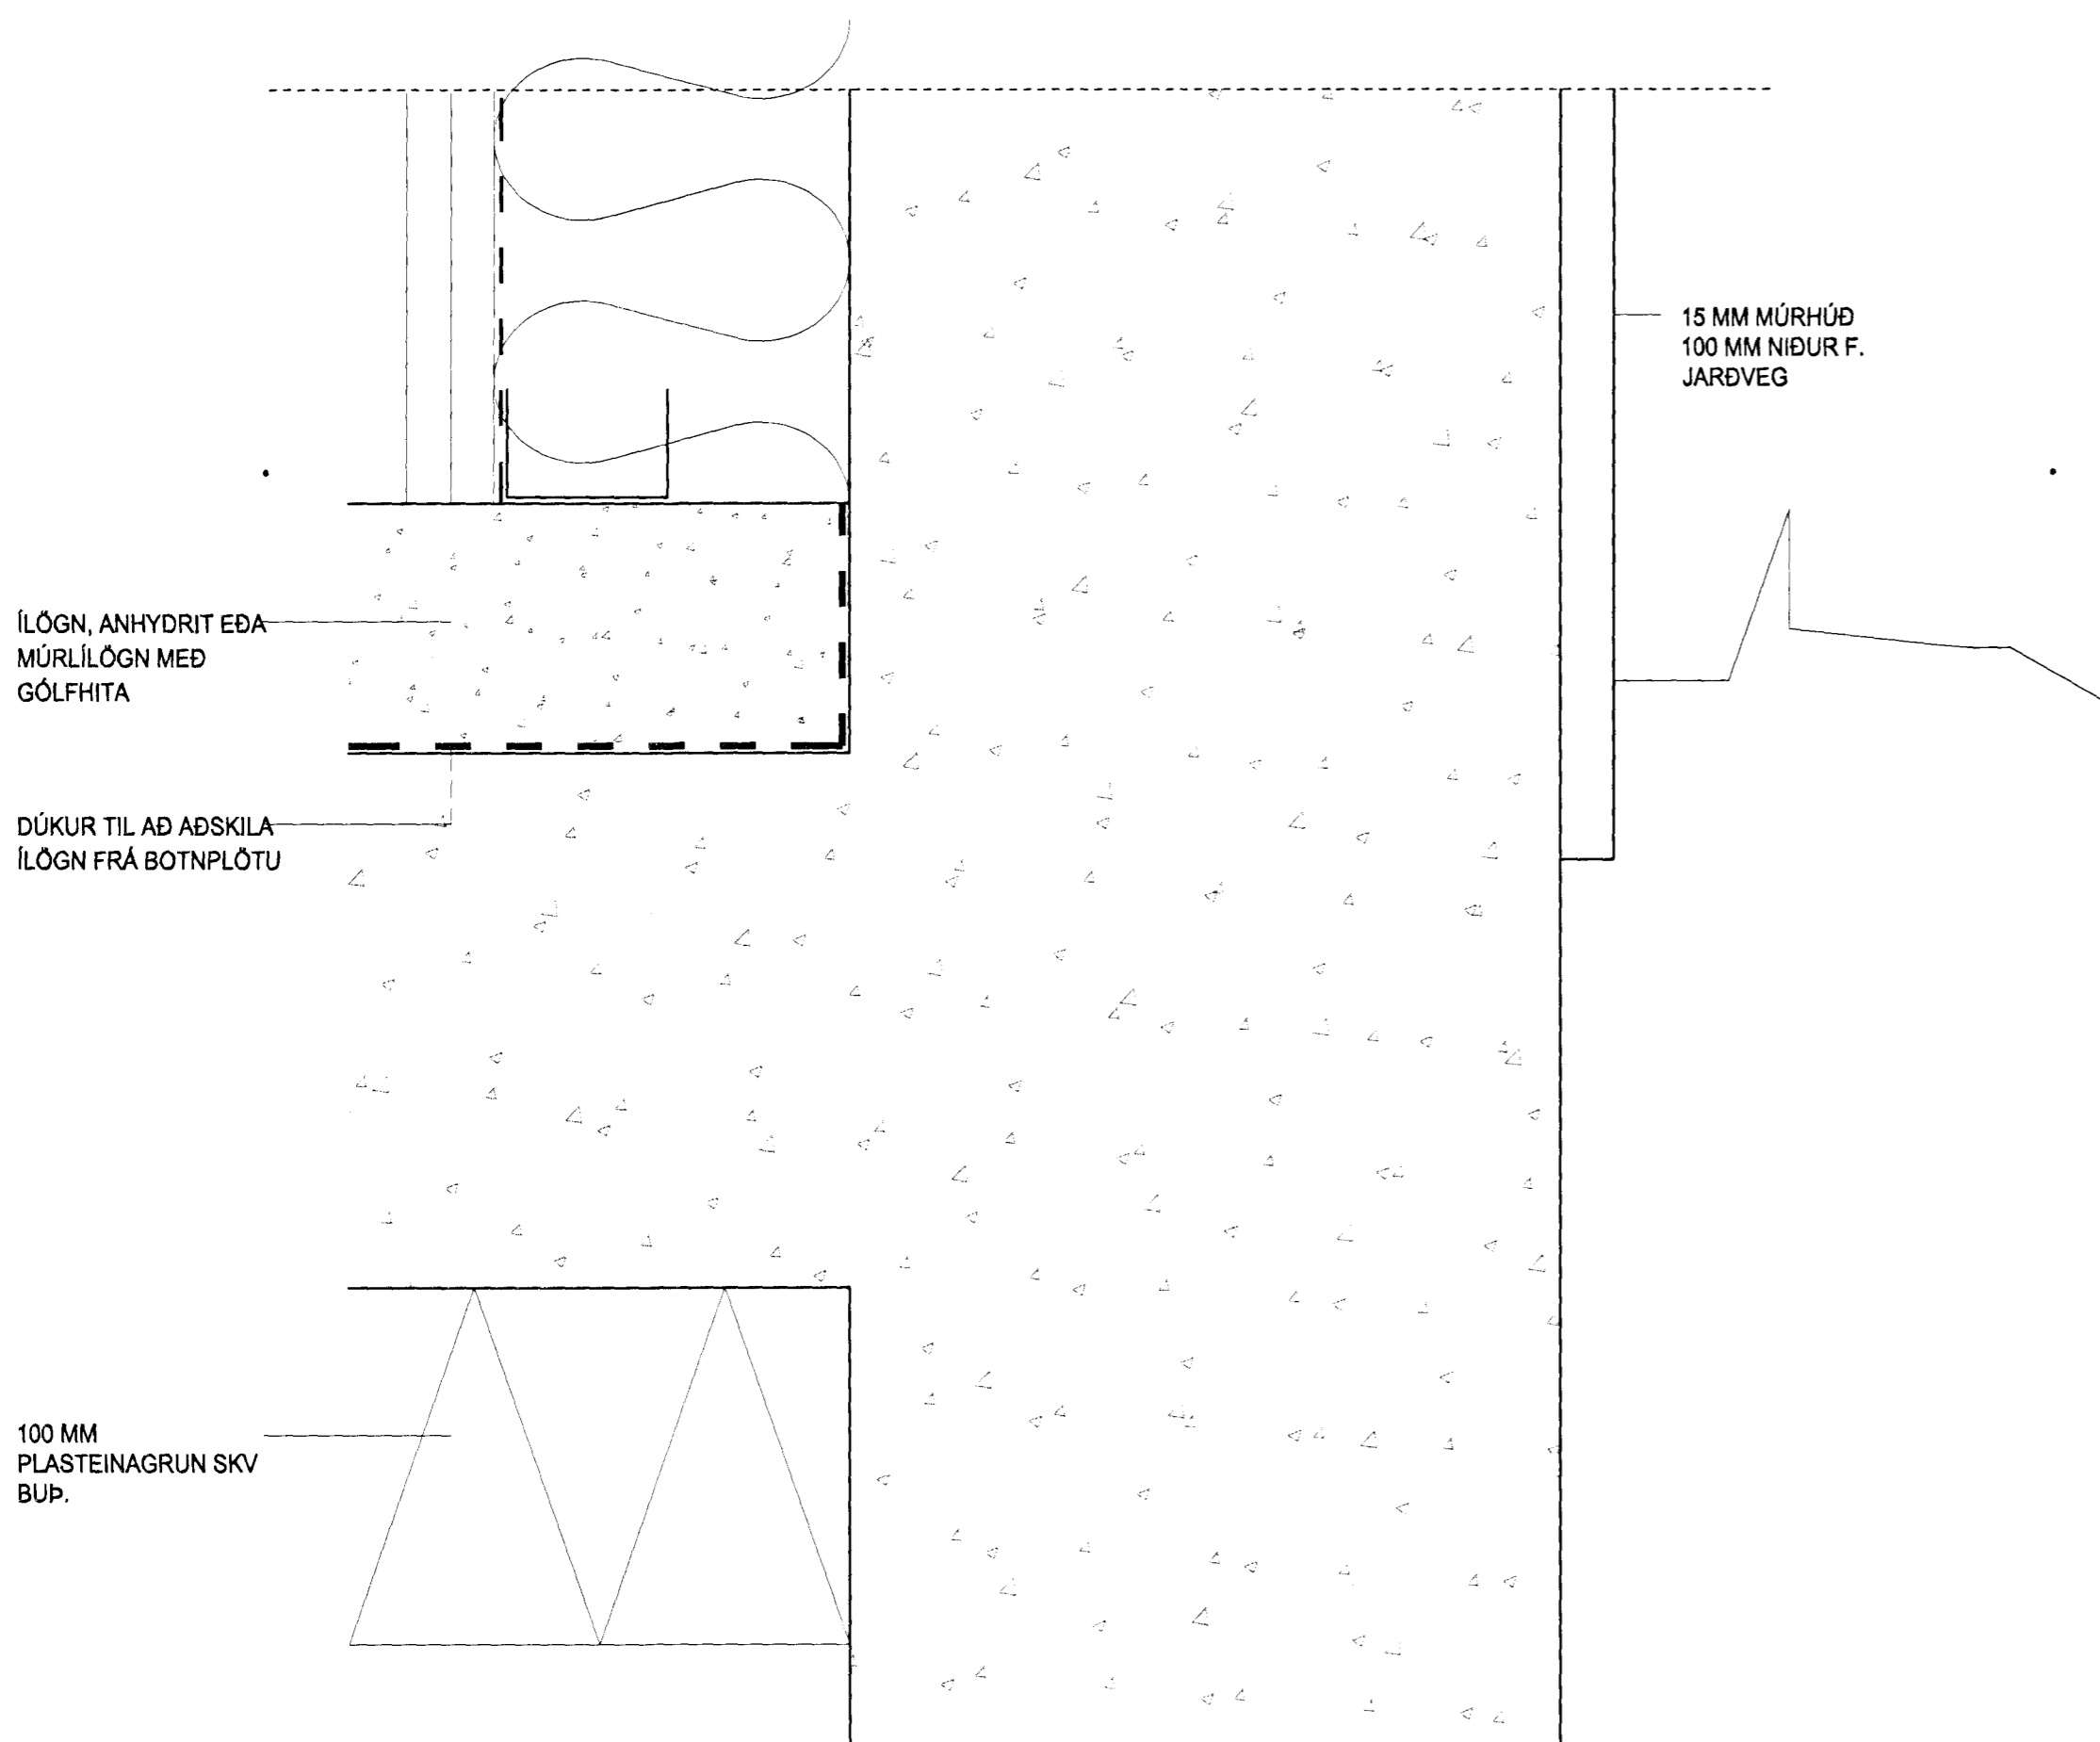 15 MM MÚRHÚÐ
100 MM NIÐUR F.
JARÐVEG
ÍLÖGN, ANHYDRIT EÐA
MÚRLÍLÖGN MEÐ
GÓLFHITA
DÚKUR TIL AÐ AÐSKILA
ÍLÖGN FRÁ BOTNPLÖTU
100 MM
PLASTEINAGRUN SKV
BUÞ.